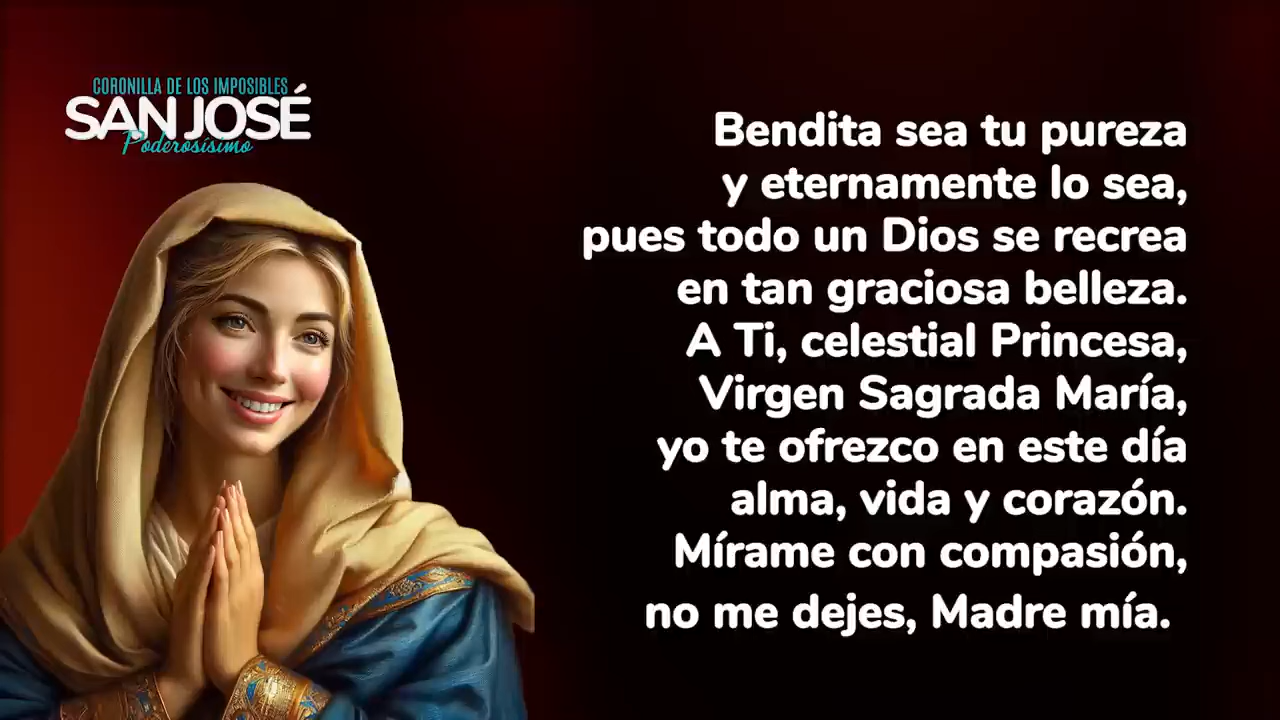 CORONILLA DE LOS IMPOSIBLES
SAN JOSÉ
Poderosísimo
Bendita sea tu pureza
y eternamente lo sea,
pues todo un Dios se recrea
en tan graciosa belleza.
A Ti, celestial Princesa,
Virgen Sagrada María,
yo te ofrezco en este día
alma, vida y corazón.
Mírame con compasión,
no me dejes, Madre mía.